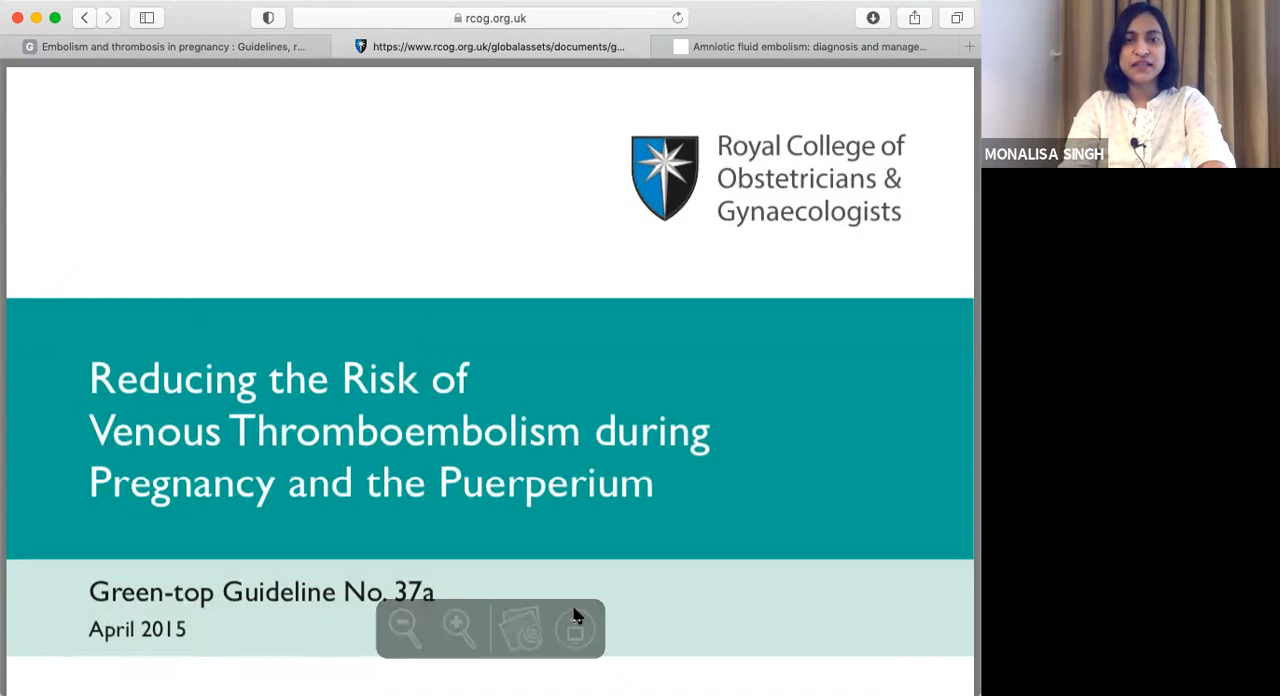 rcog.org.uk
G Embolism and thrombosis in pregnancy : Guidelines, r...
https://www.rcog.org.uk/globalassets/documents/g...
Amniotic fluid embolism: diagnosis and manage...
MONALISA SINGH
Royal College of
Obstetricians &
Gynaecologists
Reducing the Risk of
Venous Thromboembolism during
Pregnancy and the Puerperium
Green-top Guideline No. 37a
April 2015